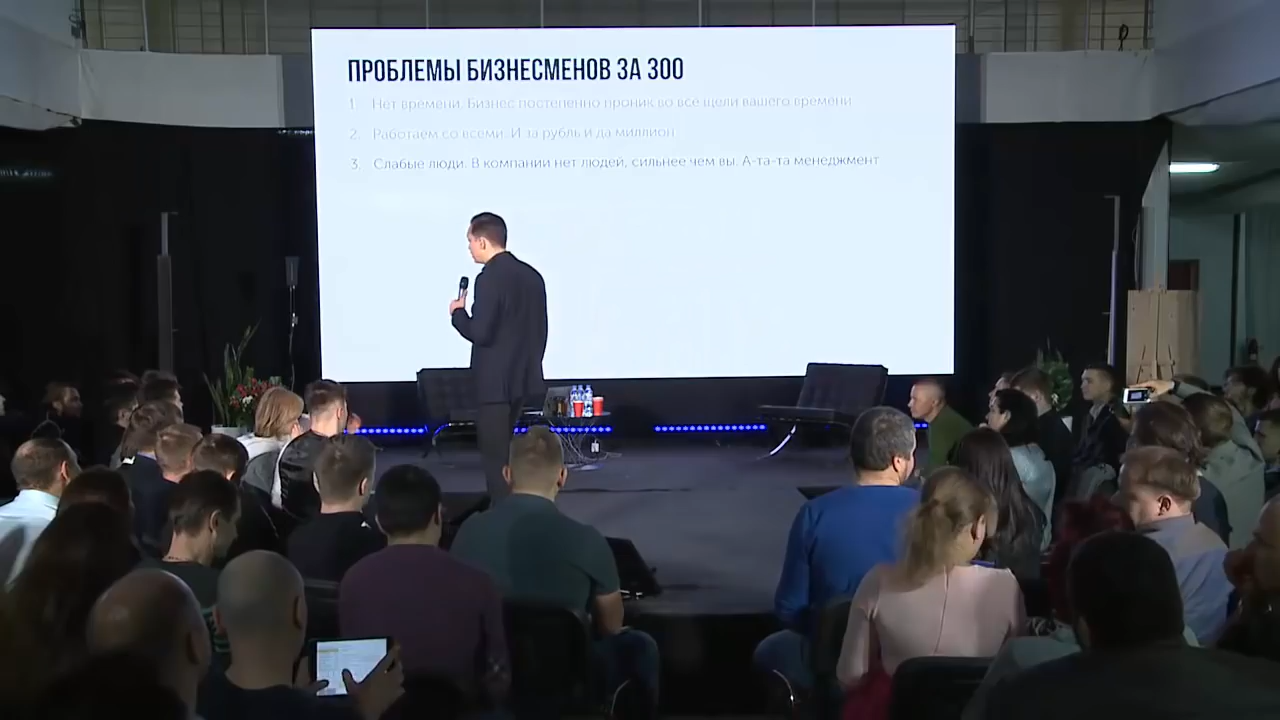 ПРОБЛЕМЫ БИЗНЕСМЕНОВ ЗА 300
1. Нет времени. Бизнес постепенно проник во все щели вашего времени
2. Работаем со всеми. И за рубль и да миллион
3. Слабые люди. В компании нет людей, сильнее чем вы. А-та-та менеджмент